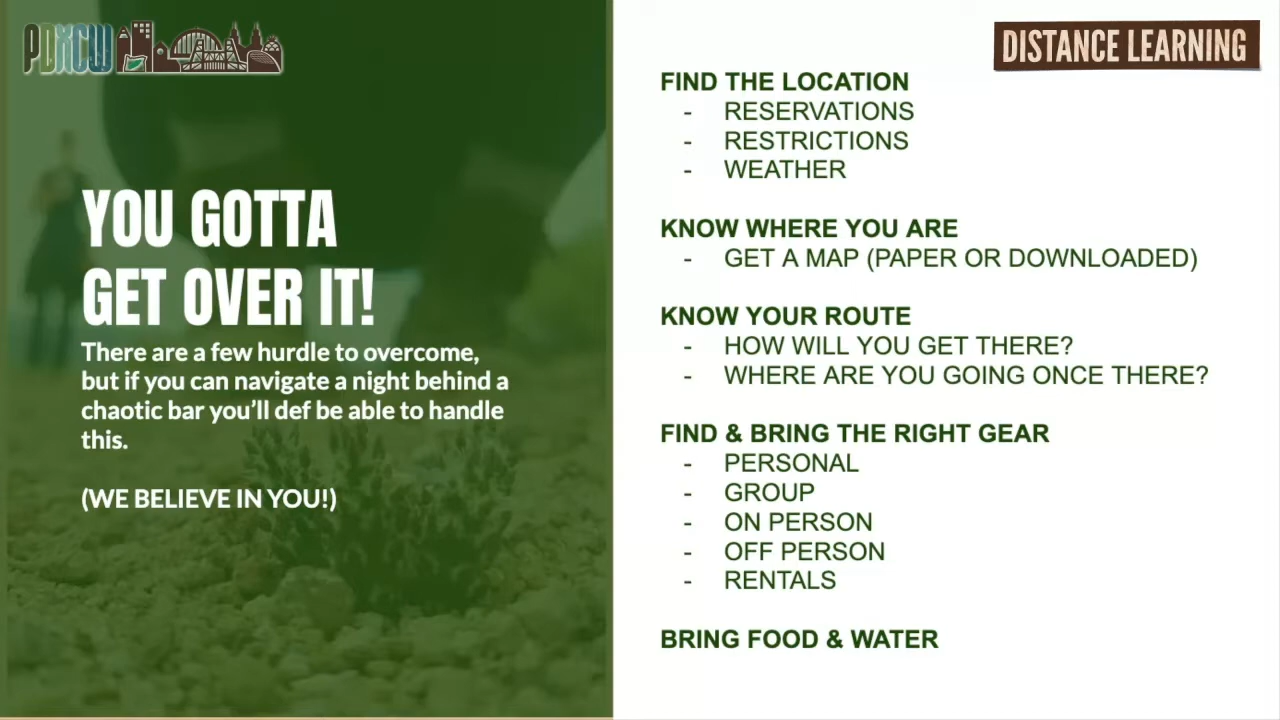 PDXCW
DISTANCE LEARNING
YOU GOTTA
GET OVER IT!
There are a few hurdle to overcome,
but if you can navigate a night behind a
chaotic bar you'll def be able to handle
this.
(WE BELIEVE IN YOU!)
FIND THE LOCATION
- RESERVATIONS
- RESTRICTIONS
- WEATHER
KNOW WHERE YOU ARE
- GET A MAP (PAPER OR DOWNLOADED)
KNOW YOUR ROUTE
- HOW WILL YOU GET THERE?
- WHERE ARE YOU GOING ONCE THERE?
FIND & BRING THE RIGHT GEAR
- PERSONAL
- GROUP
- ON PERSON
- OFF PERSON
- RENTALS
BRING FOOD & WATER